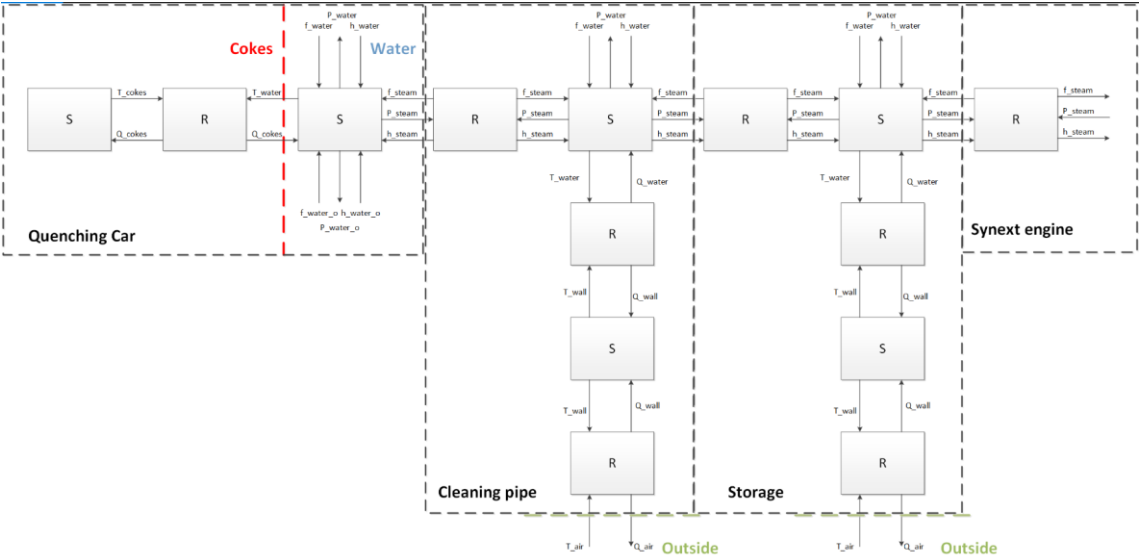 P_water
f_water h_water
P_water
f_water h_water
P_water
f_water h_water
Cokes Water
T_cokes T_water f_steam f_steam f_steam f_steam f_steam f_steam
S R S P_steam R P_steam S P_steam R P_steam S P_steam R P_steam
Q_cokes Q_cokes h_steam h_steam h_steam h_steam h_steam h_steam
T_water Q_water T_water Q_water
f_water_o h_water_o
P_water_o
Quenching Car R R Synext engine
T_wall Q_wall T_wall Q_wall
S S
T_wall Q_wall T_wall Q_wall
R R
Cleaning pipe Storage
T_air Q_air Outside T_air Q_air Outside